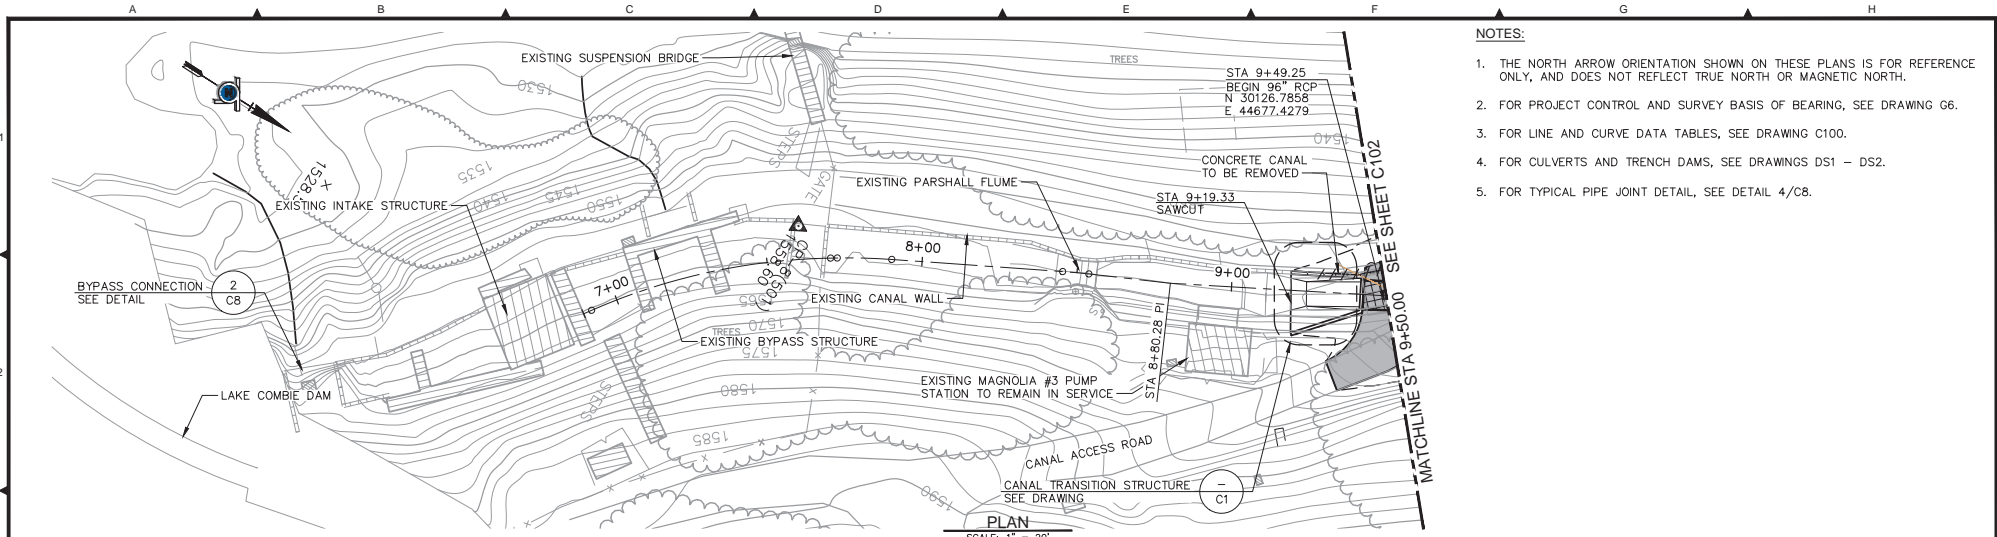 A B C D E F G H
NOTES:
1. THE NORTH ARROW ORIENTATION SHOWN ON THESE PLANS IS FOR REFERENCE
ONLY, AND DOES NOT REFLECT TRUE NORTH OR MAGNETIC NORTH.
2. FOR PROJECT CONTROL AND SURVEY BASIS OF BEARING, SEE DRAWING G6.
3. FOR LINE AND CURVE DATA TABLES, SEE DRAWING C100.
4. FOR CULVERTS AND TRENCH DAMS, SEE DRAWINGS DS1 – DS2.
5. FOR TYPICAL PIPE JOINT DETAIL, SEE DETAIL 4/C8.
EXISTING SUSPENSION BRIDGE
TREES
STA 9+49.25
BEGIN 96" RCP
N 30126.7858
E 44677.4279
1530
1540
1
STEPS
GATE
CONCRETE CANAL
TO BE REMOVED
EXISTING PARSHALL FLUME
STA 9+19.33
SAWCUT
1528.
1535
1540
1545
1550
EXISTING INTAKE STRUCTURE
SEE SHEET C102
8+00
7+00
9+00
BYPASS CONNECTION
SEE DETAIL
2
C8
EXISTING CANAL WALL
1565
TREES
1570
1575
EXISTING BYPASS STRUCTURE
STA 8+80.28 PI
2
EXISTING MAGNOLIA #3 PUMP
STATION TO REMAIN IN SERVICE
LAKE COMBIE DAM
1580
STEPS
1585
MATCHLINE STA 9+50.00
CANAL ACCESS ROAD
CANAL TRANSITION STRUCTURE
SEE DRAWING
–
C1
1590
PLAN
SCALE: 1" = 20'